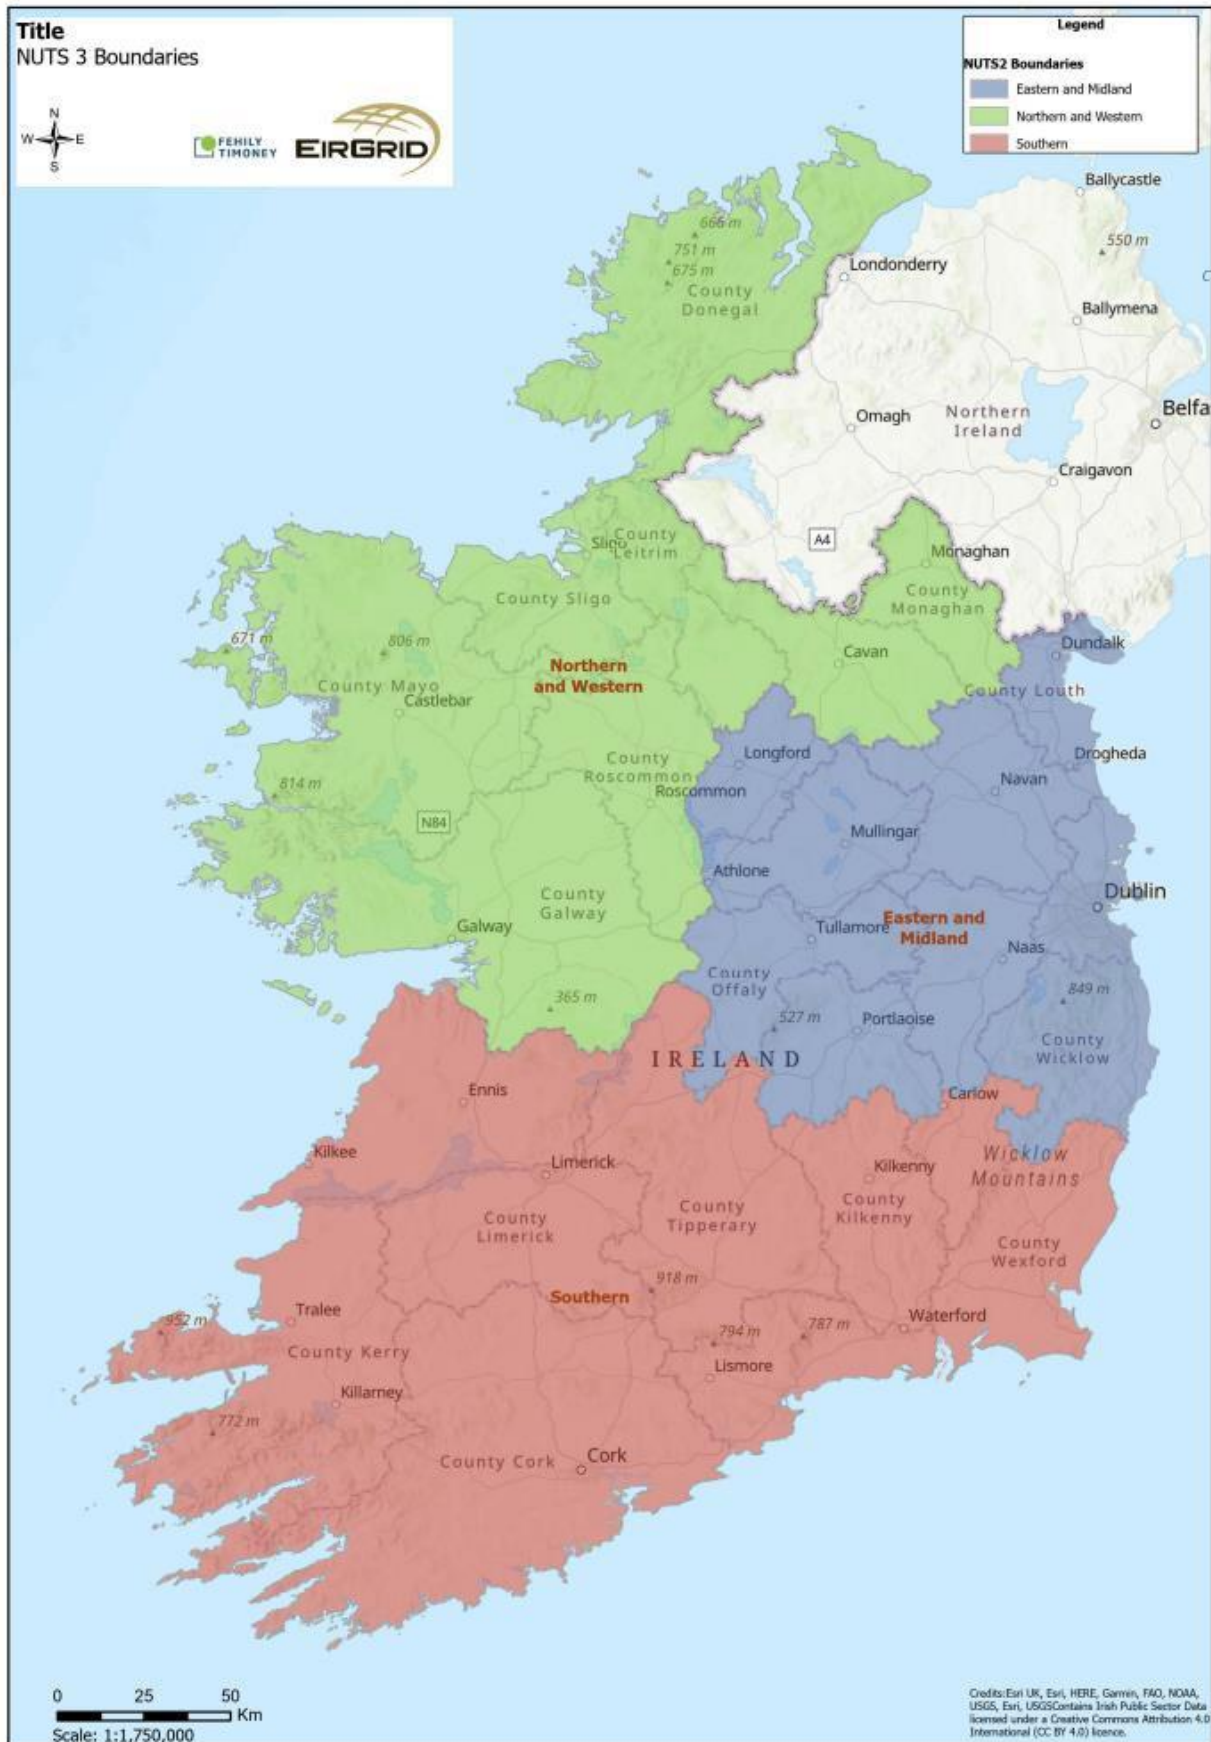 Title
NUTS 3 Boundaries
N
W
E
S
FEHILY
TIMONEY
EIRGRID
Legend
NUTS2 Boundaries
Eastern and Midland
Northern and Western
Southern
Ballycastle
666 m
550 m
751 m
675 m
Londonderry
C
County
Donegal
Ballymena
Omagh
Northern
Ireland
Belfa
Craigavon
A4
Sligo
County
Leitrim
Monaghan
County Sligo
County
Monaghan
671 m
806 m
Dundalk
Cavan
Northern
and Western
County Mayo
Castlebar
County Louth
Longford
Drogheda
County
Roscommon
Roscommon
814 m
Navan
N84
Mullingar
Athlone
County
Galway
Dublin
Galway
Tullamore
Eastern and
Midland
Naas
County
Offaly
365 m
849 m
527 m
Portlaoise
IRELAND
County
Wicklow
Ennis
Carlow
Kilkee
Limerick
Kilkenny
Wicklow
Mountains
County
Limerick
County
Tipperary
County
Kilkenny
County
Wexford
918 m
Southern
Tralee
952 m
Waterford
794 m
787 m
County Kerry
Lismore
Killarney
772 m
County Cork
Cork
0 25 50
Km
Scale: 1:1,750,000
Credits:Esri UK, Esri, HERE, Garmin, FAO, NOAA,
USGS, Esri, USGSContains Irish Public Sector Data
licensed under a Creative Commons Attribution 4.0
International (CC BY 4.0) licence.